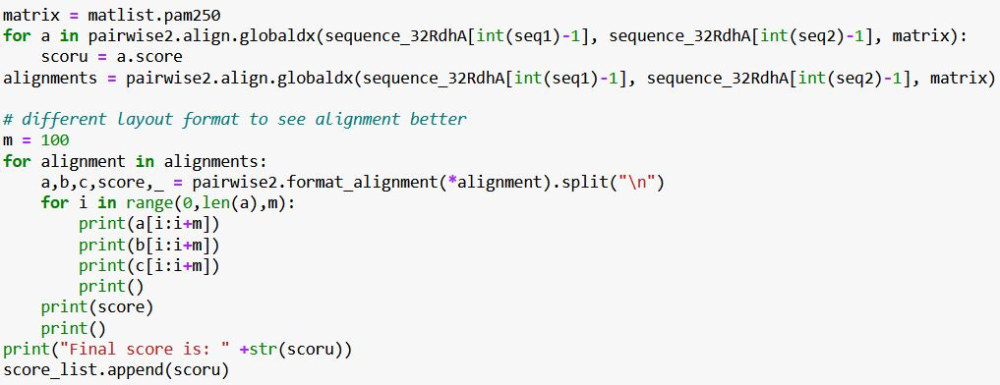 matrix = matlist.pam250
for a in pairwise2.align.globaldx(sequence_32RdhA[int(seq1)-1], sequence_32RdhA[int(seq2)-1], matrix):
    scoru = a.score
alignments = pairwise2.align.globaldx(sequence_32RdhA[int(seq1)-1], sequence_32RdhA[int(seq2)-1], matrix)

# different layout format to see alignment better
m = 100
for alignment in alignments:
    a,b,c,score,_ = pairwise2.format_alignment(*alignment).split("\n")
    for i in range(0,len(a),m):
        print(a[i:i+m])
        print(b[i:i+m])
        print(c[i:i+m])
        print()
    print(score)
    print()
print("Final score is: " +str(scoru))
score_list.append(scoru)